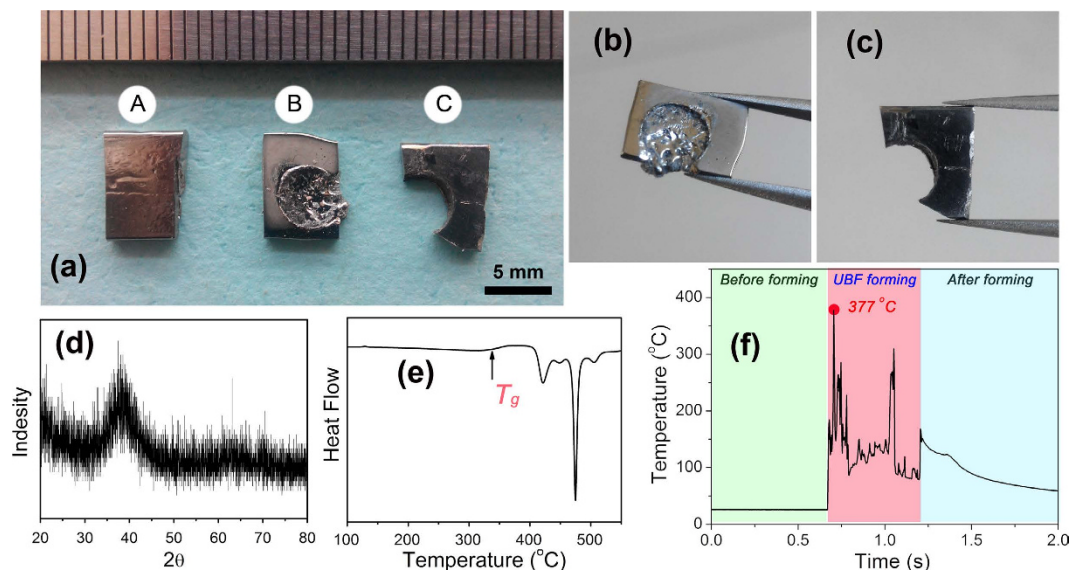 A
B
C
(a)
5 mm
(b)
(c)
(d)
Indesity
20 30 40 50 60 70 80
2θ
(e)
Tg
Heat Flow
100 200 300 400 500
Temperature (°C)
Before forming UBF forming After forming
377 °C
(f)
Temperature (°C)
400
300
200
100
0
0.0 0.5 1.0 1.5 2.0
Time (s)